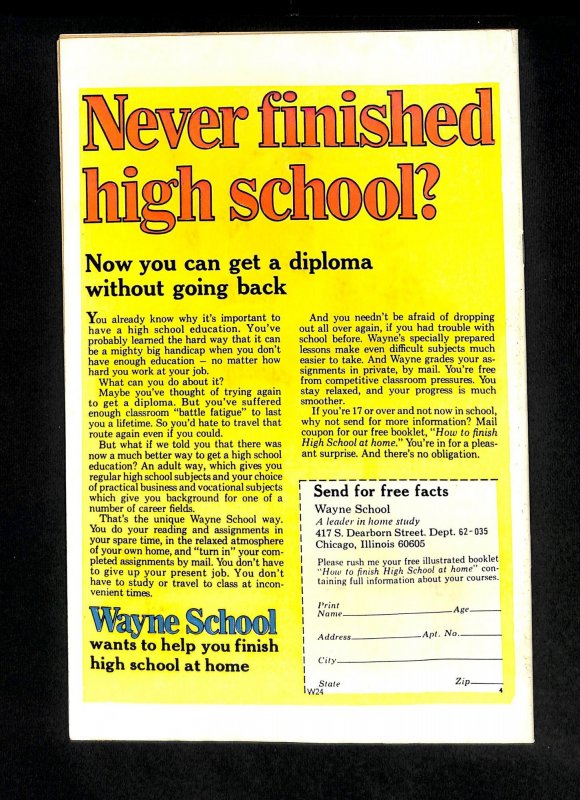 Never finished
high school?
Now you can get a diploma
without going back
You already know why it's important to
have a high school education. You've
probably learned the hard way that it can
be a mighty big handicap when you don't
have enough education – no matter how
hard you work at your job.
What can you do about it?
Maybe you've thought of trying again
to get a diploma. But you've suffered
enough classroom "battle fatigue" to last
you a lifetime. So you'd hate to travel that
route again even if you could.
But what if we told you that there was
now a much better way to get a high school
education? An adult way, which gives you
regular high school subjects and your choice
of practical business and vocational subjects
which give you background for one of a
number of career fields.
That's the unique Wayne School way.
You do your reading and assignments in
your spare time, in the relaxed atmosphere
of your own home, and "turn in" your com-
pleted assignments by mail. You don't have
to give up your present job. You don't
have to study or travel to class at incon-
venient times.
Wayne School
wants to help you finish
high school at home
And you needn't be afraid of dropping
out all over again, if you had trouble with
school before. Wayne's specially prepared
lessons make even difficult subjects much
easier to take. And Wayne grades your as-
signments in private, by mail. You're free
from competitive classroom pressures. You
stay relaxed, and your progress is much
smoother.
If you're 17 or over and not now in school,
why not send for more information? Mail
coupon for our free booklet, "How to finish
High School at home." You're in for a pleas-
ant surprise. And there's no obligation.
Send for free facts
Wayne School
A leader in home study
417 S. Dearborn Street. Dept. 62-035
Chicago, Illinois 60605
Please rush me your free illustrated booklet
"How to finish High School at home" con-
taining full information about your courses.
Print
Name Age
Address Apt. No.
City
State Zip
W24 4